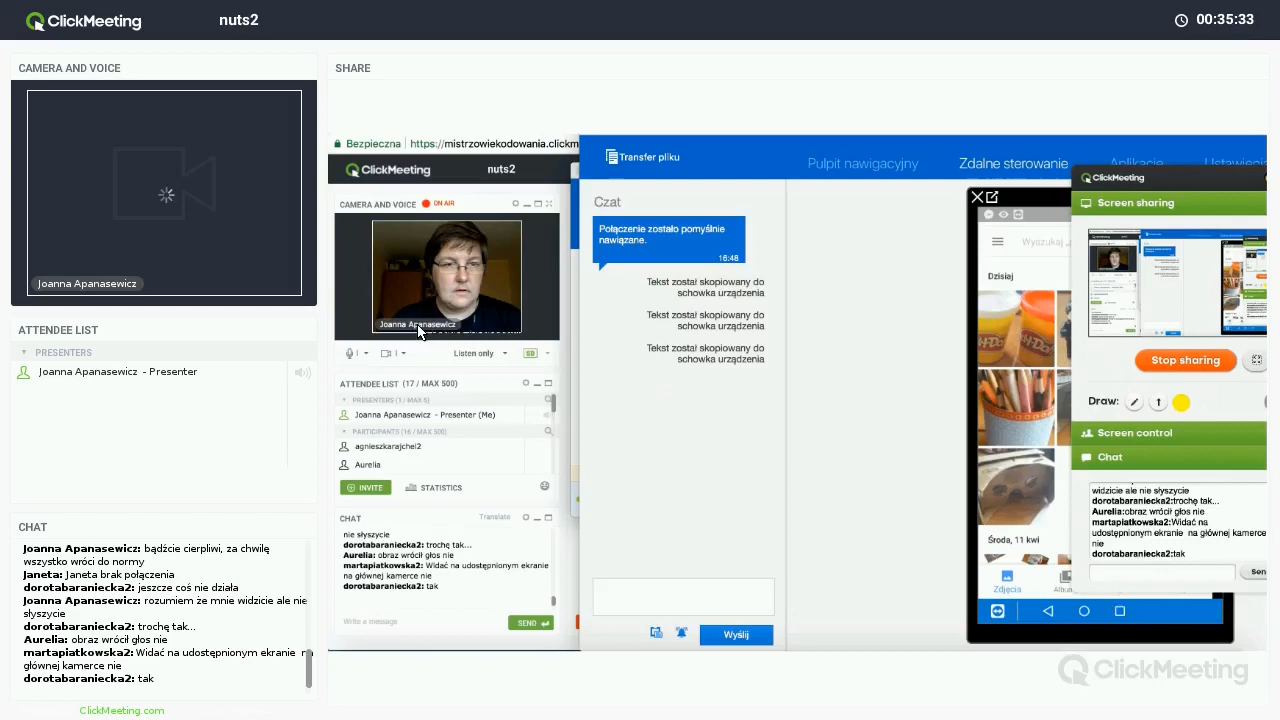 ClickMeeting
nuts2
00:35:33
CAMERA AND VOICE
Joanna Apanasewicz
ATTENDEE LIST
PRESENTERS
Joanna Apanasewicz - Presenter
CHAT
Joanna Apanasewicz: bądźcie cierpliwi, za chwilę
wszystko wróci do normy
Janeta: Janeta brak połączenia
dorotabaraniecka2: jeszcze coś nie działa
Joanna Apanasewicz: rozumiem że mnie widzicie ale nie
słyszycie
dorotabaraniecka2: trochę tak...
Aurelia: obraz wrócił głos nie
martapiatkowska2: Widać na udostępnionym ekranie
głównej kamerce nie
dorotabaraniecka2: tak
ClickMeeting.com
SHARE
Bezpieczna
https://mistrzowiekodowania.clickm
ClickMeeting
nuts2
CAMERA AND VOICE
ON AIR
Joanna Apanasewicz
Listen only
SD
ATTENDEE LIST (17 / MAX 500)
PRESENTERS (1 / MAX 5)
Joanna Apanasewicz - Presenter (Me)
PARTICIPANTS (16 / MAX 500)
agnieszkarajchel2
Aurelia
INVITE
STATISTICS
CHAT
Translate
nie słyszycie
dorotabaraniecka2: trochę tak...
Aurelia: obraz wrócił głos nie
martapiatkowska2: Widać na udostępnionym ekranie
na głównej kamerce nie
dorotabaraniecka2: tak
Write a message
SEND
Transfer pliku
Pulpit nawigacyjny
Zdalne sterowanie
Aplikacje
Ustawienia
Czat
Połączenie zostało pomyślnie
nawiązane.
16:48
Tekst został skopiowany do
schowka urządzenia
Tekst został skopiowany do
schowka urządzenia
Tekst został skopiowany do
schowka urządzenia
Wyślij
Wyszukaj
Dzisiaj
Środa, 11 kwi
Zdjęcia
Album
ClickMeeting
Screen sharing
Stop sharing
Draw:
Screen control
Chat
widzicie ale nie słyszycie
dorotabaraniecka2:trochę tak...
Aurelia:obraz wrócił głos nie
martapiatkowska2:Widać na
udostępnionym ekranie na głównej kamerce
nie
dorotabaraniecka2:tak
Sen
ClickMeeting